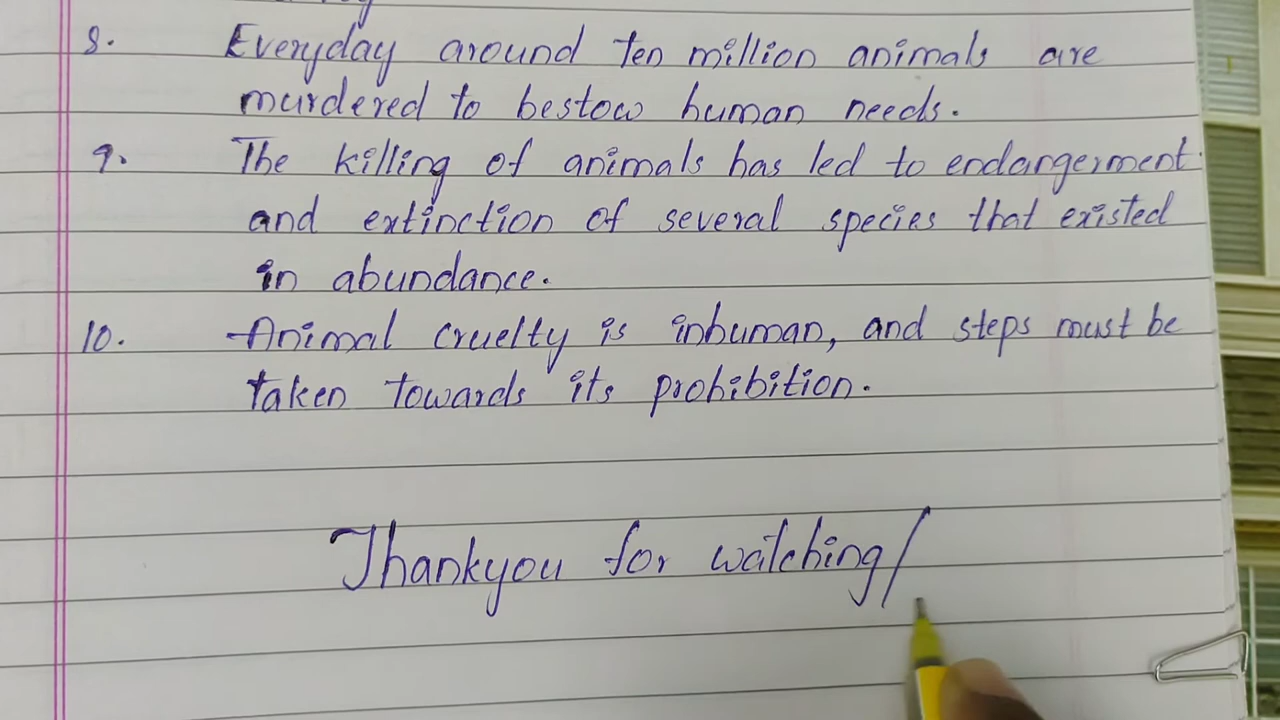 8. Everyday around ten million animals are
murdered to bestow human needs.
9. The killing of animals has led to endangerment
and extinction of several species that existed
in abundance.
10. Animal cruelty is inhuman, and steps must be
taken towards its prohibition.
Thankyou for watching/